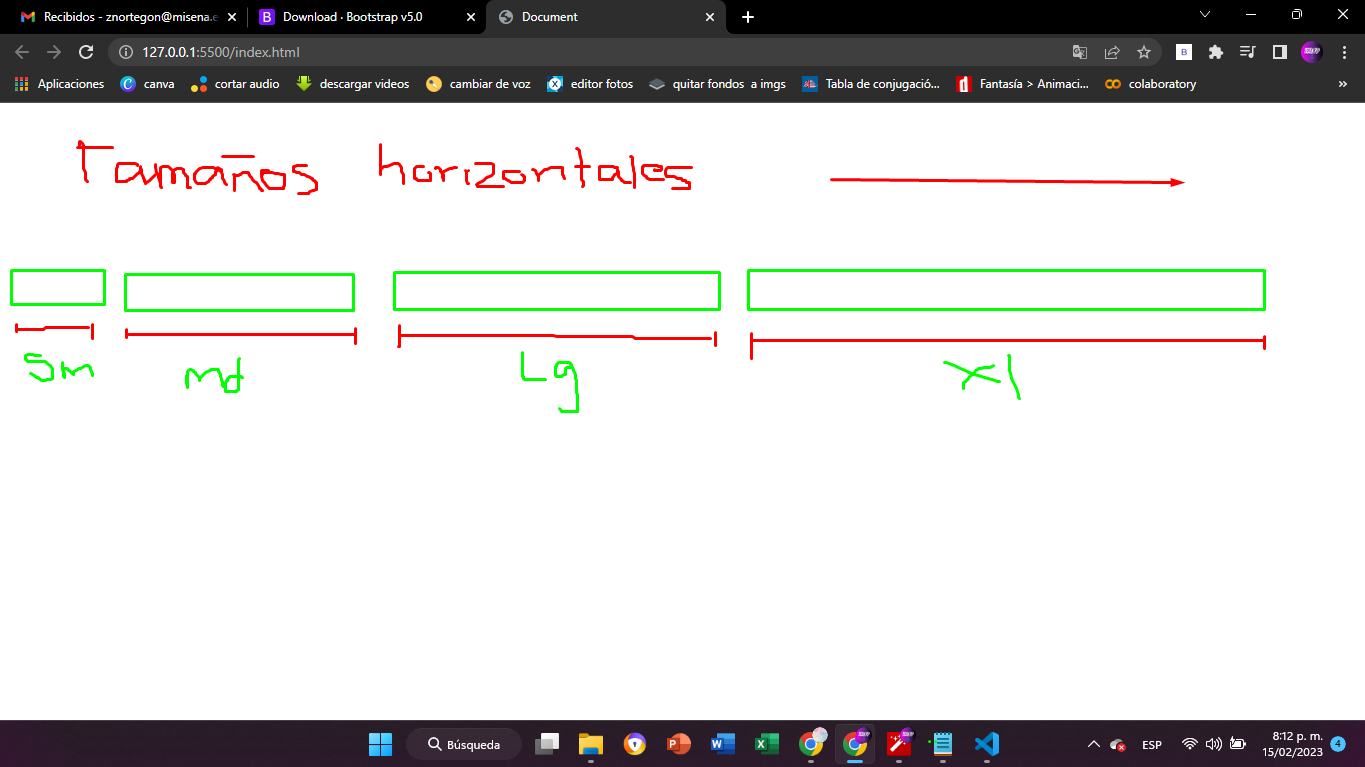 Recibidos - znortegon@misena.e
Download · Bootstrap v5.0
Document
127.0.0.1:5500/index.html
Aplicaciones
canva
cortar audio
descargar videos
cambiar de voz
editor fotos
quitar fondos a imgs
Tabla de conjugació...
Fantasía > Animaci...
colaboratory
»
Tamaños horizontales
Sm
md
Lg
xl
Búsqueda
ESP
8:12 p. m.
15/02/2023
4